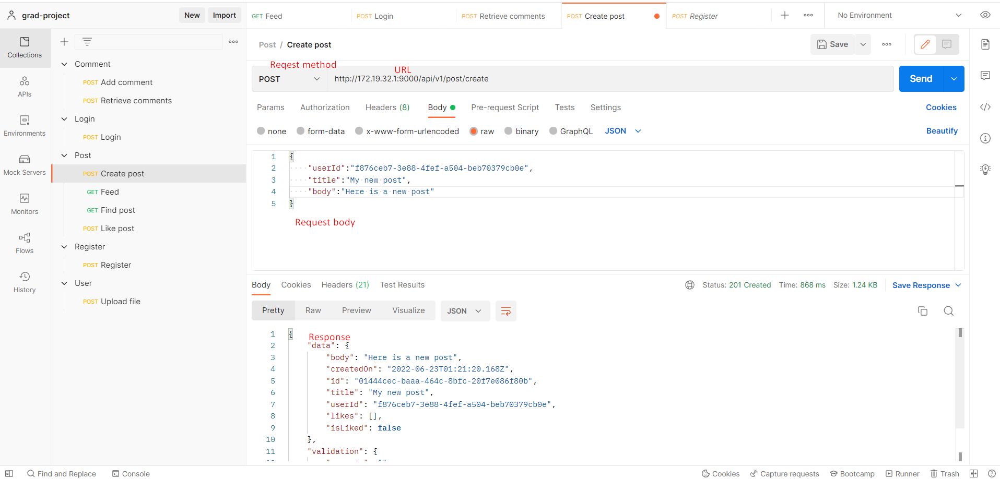 grad-project
New
Import
GET Feed
POST Login
POST Retrieve comments
POST Create post
POST Register
No Environment
Collections
APIs
Environments
Mock Servers
Monitors
Flows
History
Comment
POST Add comment
POST Retrieve comments
Login
POST Login
Post
POST Create post
GET Feed
GET Find post
POST Like post
Register
POST Register
User
POST Upload file
Post / Create post
Save
Reqest method
URL
POST
http://172.19.32.1:9000/api/v1/post/create
Send
Params
Authorization
Headers (8)
Body
Pre-request Script
Tests
Settings
Cookies
none
form-data
x-www-form-urlencoded
raw
binary
GraphQL
JSON
Beautify
1 {
2 "userId":"f876ceb7-3e88-4fef-a504-beb70379cb0e",
3 "title":"My new post",
4 "body":"Here is a new post"
5 }
Request body
Body
Cookies
Headers (21)
Test Results
Status: 201 Created
Time: 868 ms
Size: 1.24 KB
Save Response
Pretty
Raw
Preview
Visualize
JSON
1 {
Response
2 "data": {
3 "body": "Here is a new post",
4 "createdOn": "2022-06-23T01:21:20.168Z",
5 "id": "01444cec-baaa-464c-8bfc-20f7e086f80b",
6 "title": "My new post",
7 "userId": "f876ceb7-3e88-4fef-a504-beb70379cb0e",
8 "likes": [],
9 "isLiked": false
10 },
11 "validation": {
Find and Replace
Console
Cookies
Capture requests
Bootcamp
Runner
Trash